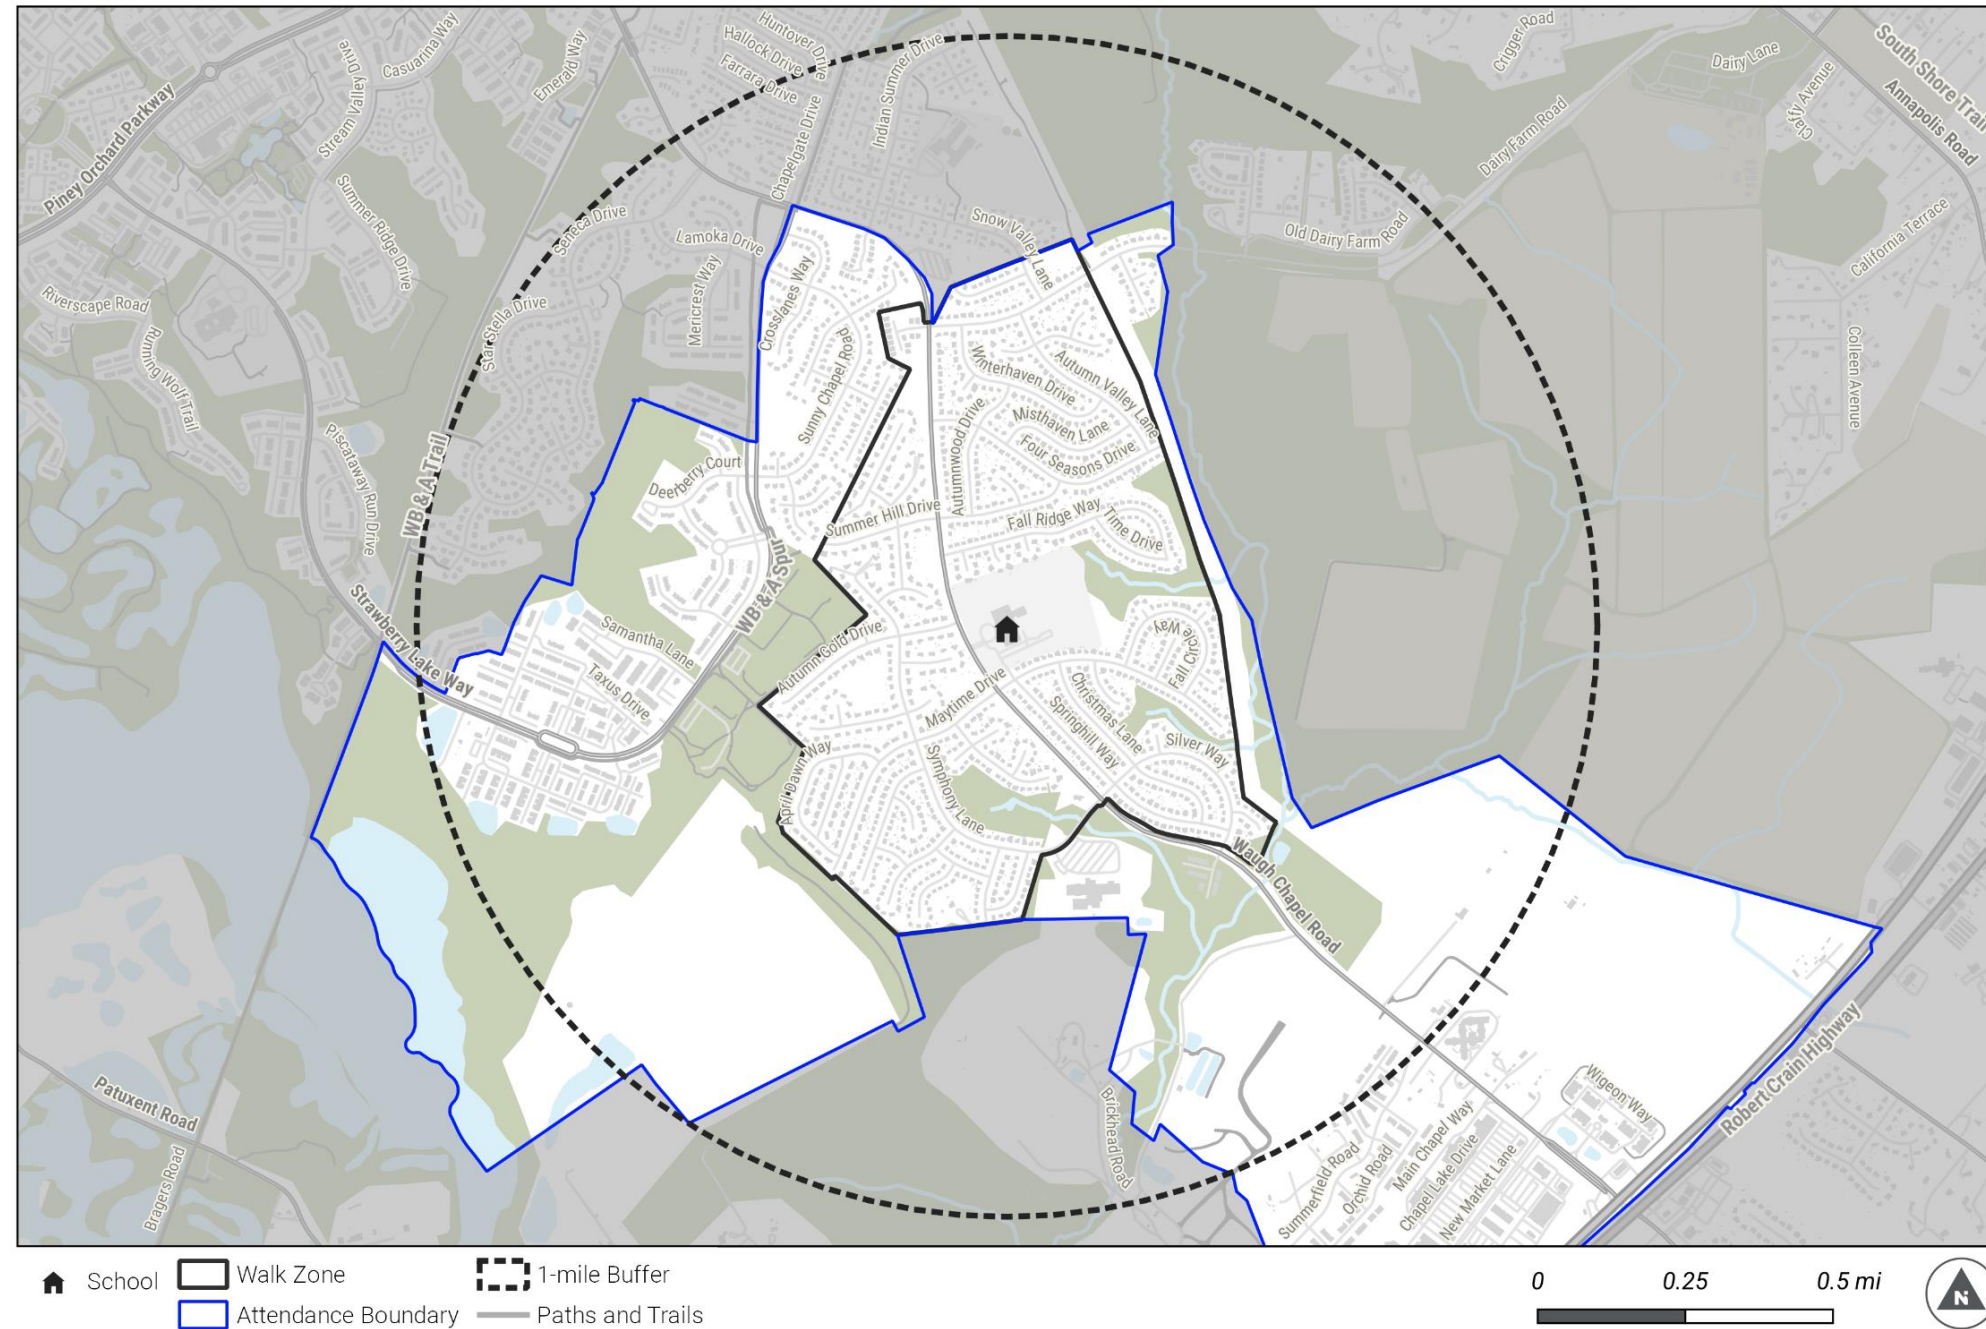 Huntover Drive
Hallock Drive
Farrara Drive
Indian Summer Drive
Chapelgate Drive
Casuarina Way
Stream Valley Drive
Emerald Way
Piney Orchard Parkway
Summer Ridge Drive
Crigger Road
Dairy Lane
Claffy Avenue
South Shore Trail
Annapolis Road
Dairy Farm Road
Old Dairy Farm Road
California Terrace
Colleen Avenue
Seneca Drive
Lamoka Drive
Mericrest Way
Crosslanes Way
Snow Valley Lane
Riverscape Road
Running Wolf Trail
Star Stella Drive
Sunny Chapel Road
Winterhaven Drive
Autumn Valley Lane
Misthaven Lane
Four Seasons Drive
Autumnwood Drive
Piscataway Run Drive
WB & A Trail
Deerberry Court
Summer Hill Drive
Fall Ridge Way
Time Drive
WB & A Spur
Strawberry Lake Way
Samantha Lane
Taxus Drive
Autumn Gold Drive
Maytime Drive
Fall Circle Way
Christmas Lane
Springhill Way
Silver Way
April Dawn Way
Symphony Lane
Waugh Chapel Road
Patuxent Road
Bragers Road
Brickhead Road
Summerfield Road
Orchid Road
Main Chapel Way
Chapel Lake Drive
New Market Lane
Wigeon Way
Robert Crain Highway
School
Walk Zone
1-mile Buffer
Attendance Boundary
Paths and Trails
0 0.25 0.5 mi
N